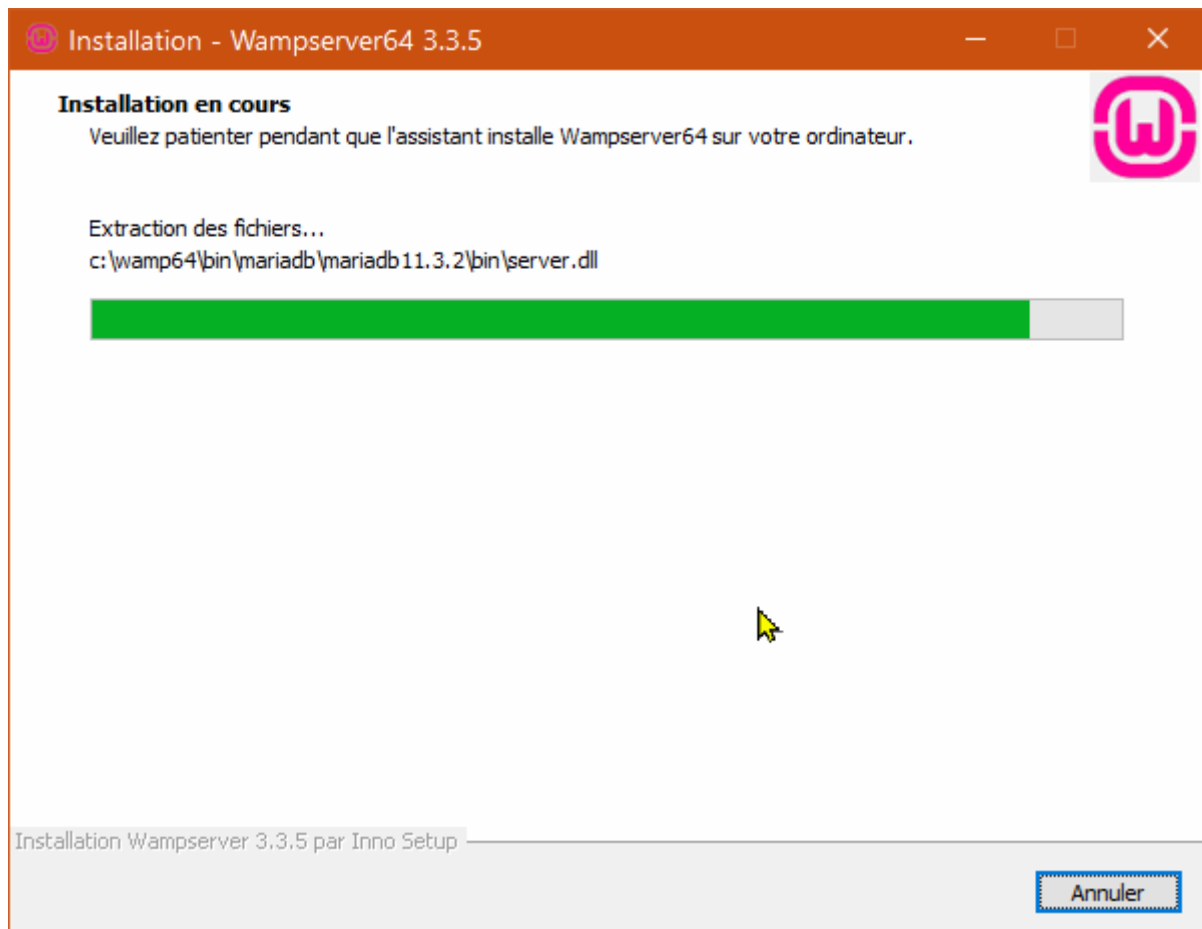 Installation - Wampserver64 3.3.5
Installation en cours
Veuillez patienter pendant que l'assistant installe Wampserver64 sur votre ordinateur.
Extraction des fichiers...
c:\wamp64\bin\mariadb\mariadb11.3.2\bin\server.dll
Installation Wampserver 3.3.5 par Inno Setup
Annuler